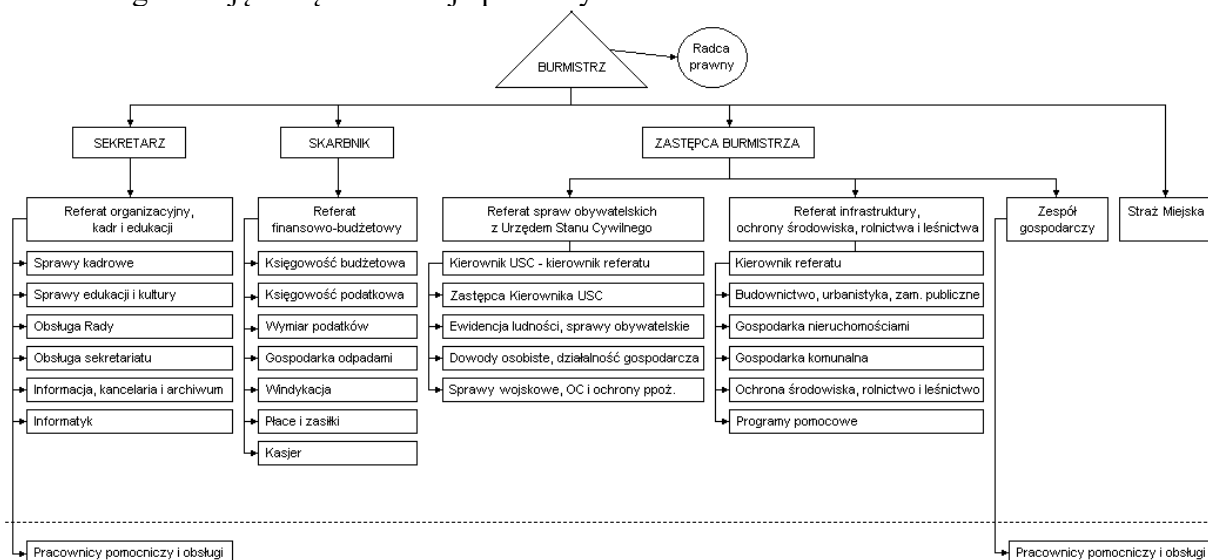 BURMISTRZ
Radca
prawny
SEKRETARZ
SKARBNIK
ZASTĘPCA BURMISTRZA
Referat organizacyjny,
kadr i edukacji
Referat
finansowo-budżetowy
Referat spraw obywatelskich
z Urzędem Stanu Cywilnego
Referat infrastruktury,
ochrony środowiska, rolnictwa i leśnictwa
Zespół
gospodarczy
Straż Miejska
Sprawy kadrowe
Sprawy edukacji i kultury
Obsługa Rady
Obsługa sekretariatu
Informacja, kancelaria i archiwum
Informatyk
Księgowość budżetowa
Księgowość podatkowa
Wymiar podatków
Gospodarka odpadami
Windykacja
Płace i zasiłki
Kasjer
Kierownik USC - kierownik referatu
Zastępca Kierownika USC
Ewidencja ludności, sprawy obywatelskie
Dowody osobiste, działalność gospodarcza
Sprawy wojskowe, OC i ochrony ppoż.
Kierownik referatu
Budownictwo, urbanistyka, zam. publiczne
Gospodarka nieruchomościami
Gospodarka komunalna
Ochrona środowiska, rolnictwo i leśnictwo
Programy pomocowe
Pracownicy pomocniczy i obsługi
Pracownicy pomocniczy i obsługi